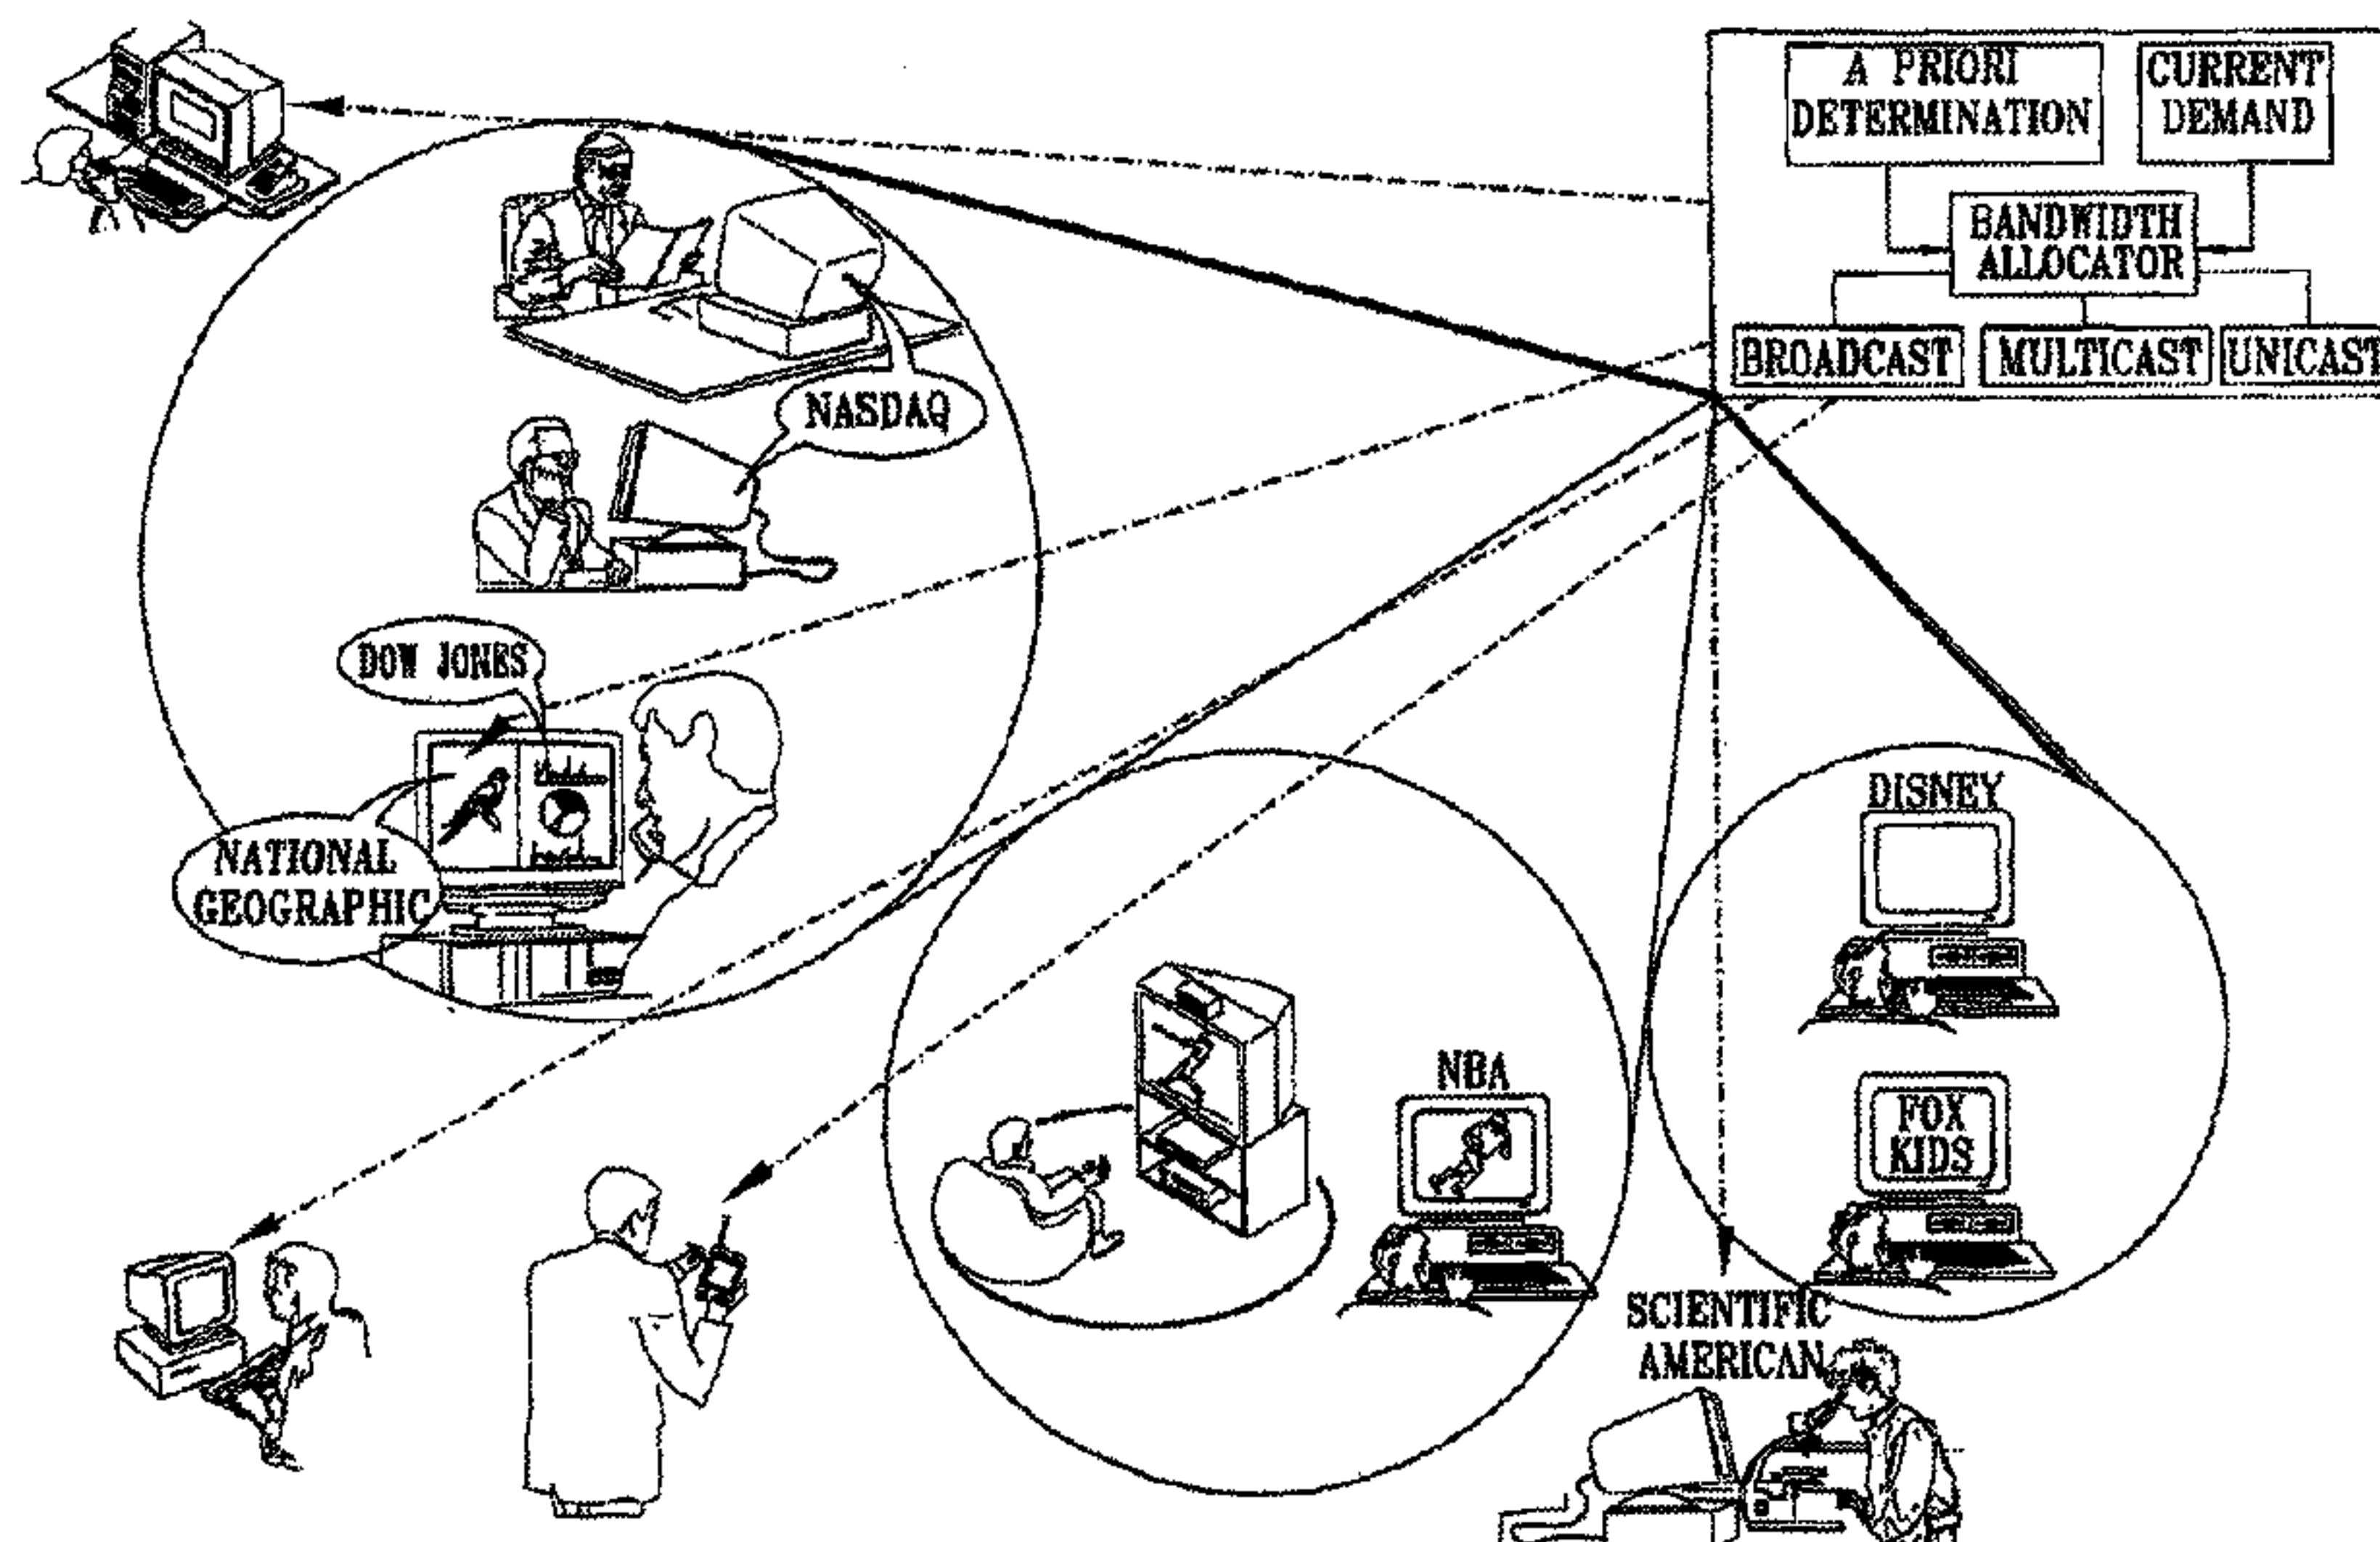 A PRIORI
DETERMINATION
CURRENT
DEMAND
BANDWIDTH
ALLOCATOR
BROADCAST
MULTICAST
UNICAST
NASDAQ
DOW JONES
NATIONAL
GEOGRAPHIC
DISNEY
NBA
FOX
KIDS
SCIENTIFIC
AMERICAN